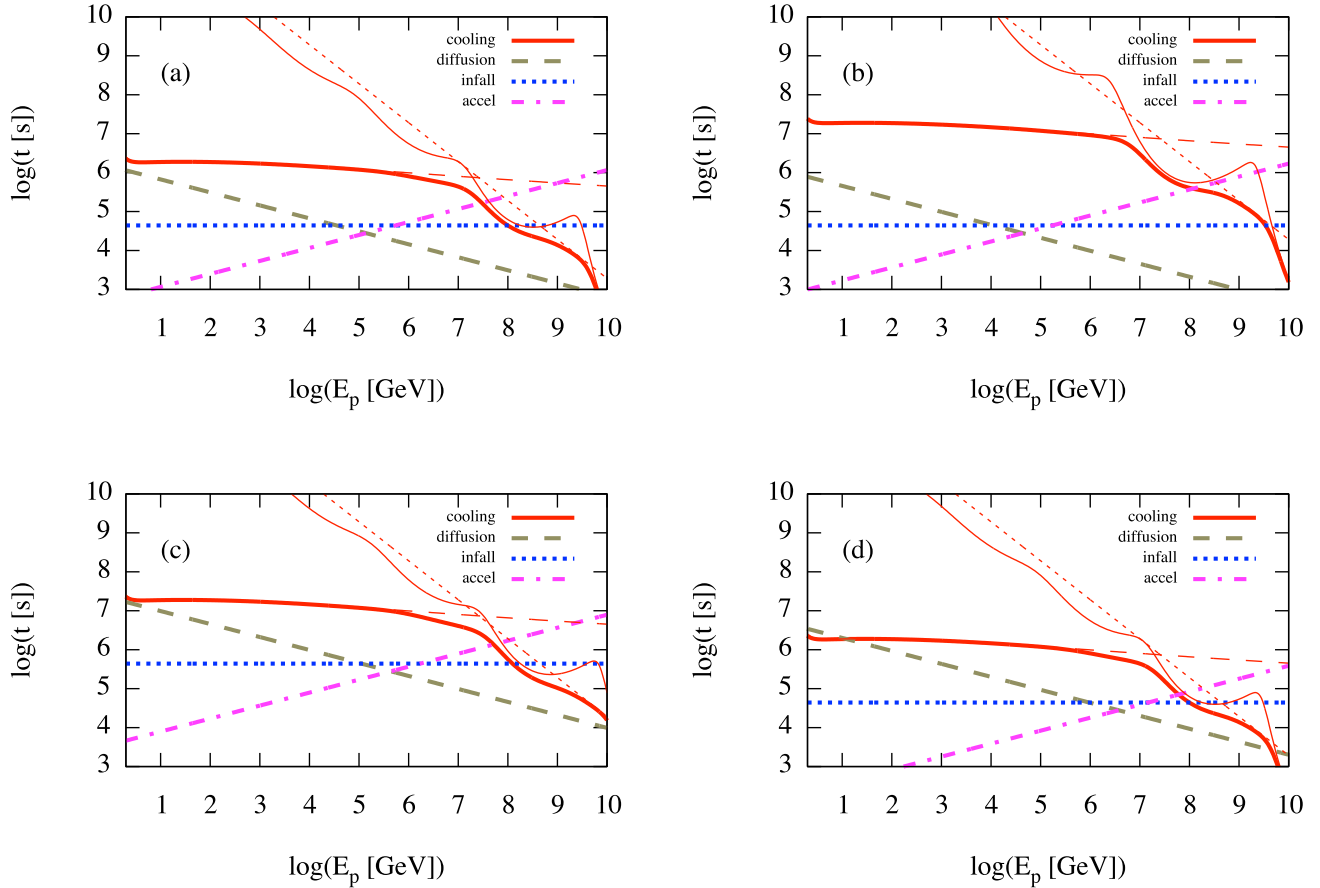 10
9
8
7
6
5
4
3
log(t [s])
(a)
cooling
diffusion
infall
accel
1 2 3 4 5 6 7 8 9 10
log(E_p [GeV])
10
9
8
7
6
5
4
3
log(t [s])
(b)
cooling
diffusion
infall
accel
1 2 3 4 5 6 7 8 9 10
log(E_p [GeV])
10
9
8
7
6
5
4
3
log(t [s])
(c)
cooling
diffusion
infall
accel
1 2 3 4 5 6 7 8 9 10
log(E_p [GeV])
10
9
8
7
6
5
4
3
log(t [s])
(d)
cooling
diffusion
infall
accel
1 2 3 4 5 6 7 8 9 10
log(E_p [GeV])